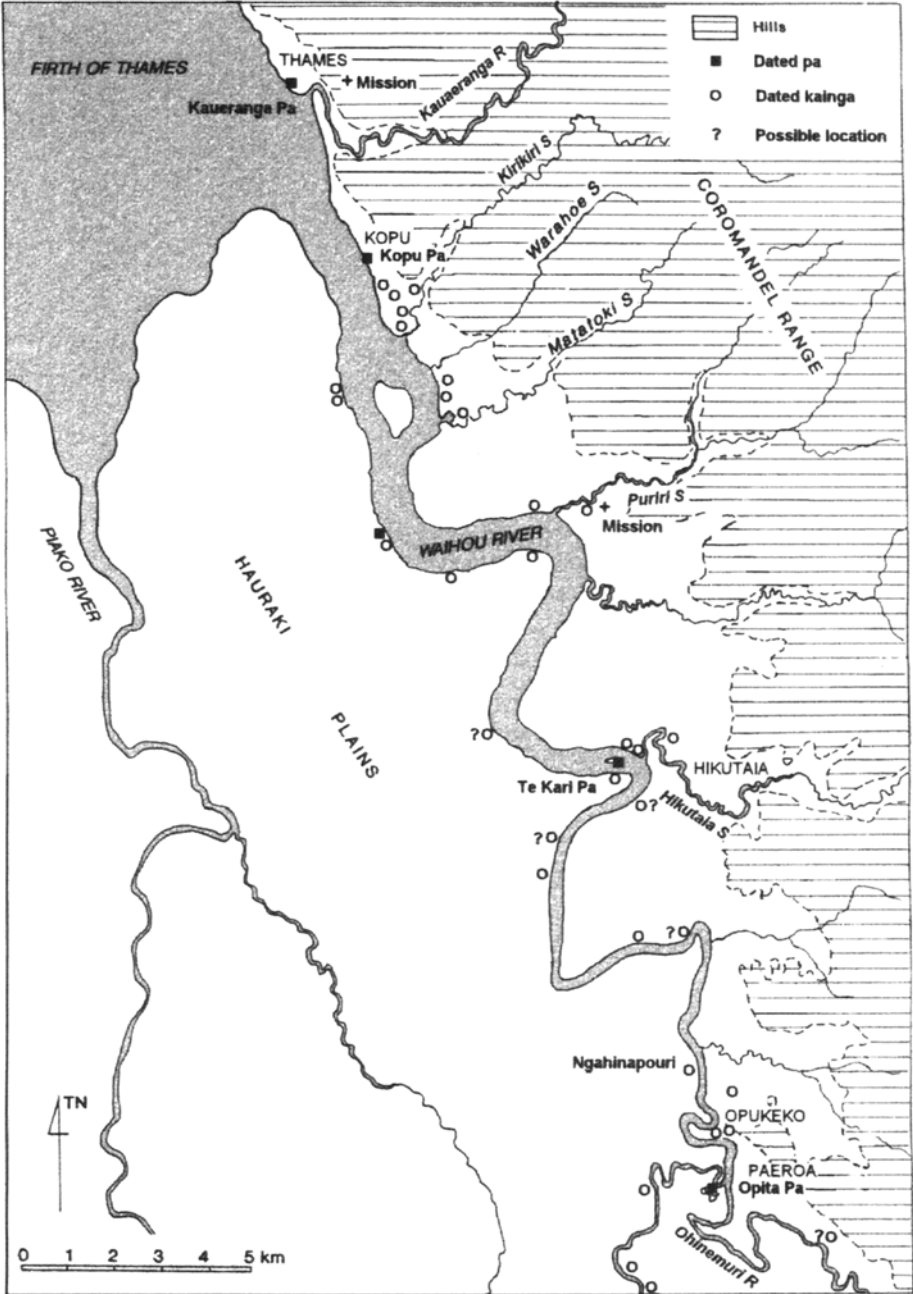 Hills
Dated pa
Dated kainga
? Possible location
FIRTH OF THAMES
THAMES
Mission
Kaueranga Pa
Kauaeranga R
Kirikiri S
Warahoe S
COROMANDEL RANGE
KOPU
Kopu Pa
Matatoki S
Puriri S
Mission
WAIHOU RIVER
PIAKO RIVER
HAURAKI
PLAINS
?
HIKUTAIA
Te Kari Pa
?
Hikutaia S
?
?
Ngahinapouri
TN
OPUKEKO
PAEROA
Opita Pa
?
Ohinemuri R
0 1 2 3 4 5 km